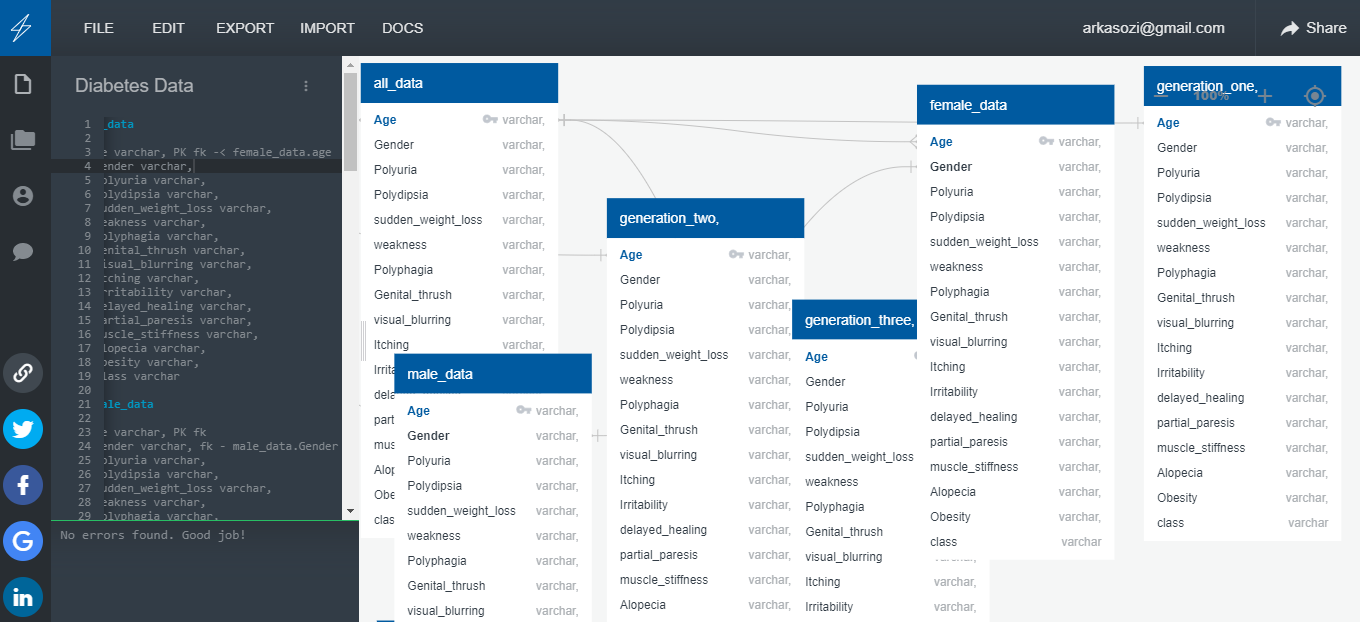 FILE EDIT EXPORT IMPORT DOCS
arkasozi@gmail.com
Share
Diabetes Data
1 _data
2
3 e varchar, PK fk -< female_data.age
4 ender varchar,
5 olyuria varchar,
6 olydipsia varchar,
7 udden_weight_loss varchar,
8 eakness varchar,
9 olyphagia varchar,
10 enital_thrush varchar,
11 isual_blurring varchar,
12 tching varchar,
13 rritability varchar,
14 elayed_healing varchar,
15 artial_paresis varchar,
16 uscle_stiffness varchar,
17 lopecia varchar,
18 besity varchar,
19 lass varchar
20
21 ale_data
22
23 e varchar, PK fk
24 ender varchar, fk - male_data.Gender
25 olyuria varchar,
26 olydipsia varchar,
27 udden_weight_loss varchar,
28 eakness varchar,
29 olyphagia varchar,
No errors found. Good job!
all_data
Age varchar,
Gender varchar,
Polyuria varchar,
Polydipsia varchar,
sudden_weight_loss varchar,
weakness varchar,
Polyphagia varchar,
Genital_thrush varchar,
visual_blurring varchar,
Itching varchar,
Irrita
dela
part
mus
Alop
Obe
clas
male_data
Age varchar,
Gender varchar,
Polyuria varchar,
Polydipsia varchar,
sudden_weight_loss varchar,
weakness varchar,
Polyphagia varchar,
Genital_thrush varchar,
visual_blurring varchar,
generation_two,
Age varchar,
Gender varchar,
Polyuria varchar,
Polydipsia varchar,
sudden_weight_loss varchar,
weakness varchar,
Polyphagia varchar,
Genital_thrush varchar,
visual_blurring varchar,
Itching varchar,
Irritability varchar,
delayed_healing varchar,
partial_paresis varchar,
muscle_stiffness varchar,
Alopecia varchar,
generation_three,
Age
Gender
Polyuria
Polydipsia
sudden_weight_loss
weakness
Polyphagia
Genital_thrush
visual_blurring varchar,
Itching varchar,
Irritability varchar,
female_data
Age varchar,
Gender varchar,
Polyuria varchar,
Polydipsia varchar,
sudden_weight_loss varchar,
weakness varchar,
Polyphagia varchar,
Genital_thrush varchar,
visual_blurring varchar,
Itching varchar,
Irritability varchar,
delayed_healing varchar,
partial_paresis varchar,
muscle_stiffness varchar,
Alopecia varchar,
Obesity varchar,
class varchar
generation_one,
100%
Age varchar,
Gender varchar,
Polyuria varchar,
Polydipsia varchar,
sudden_weight_loss varchar,
weakness varchar,
Polyphagia varchar,
Genital_thrush varchar,
visual_blurring varchar,
Itching varchar,
Irritability varchar,
delayed_healing varchar,
partial_paresis varchar,
muscle_stiffness varchar,
Alopecia varchar,
Obesity varchar,
class varchar